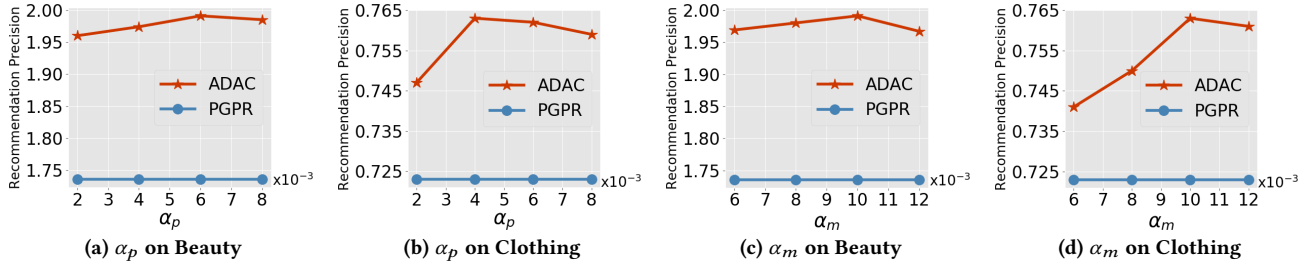 Recommendation Precision
2.00
1.95
1.90
1.85
1.80
1.75
ADAC
PGPR
2 3 4 5 6 7 8
x10⁻³
αₚ
(a) αₚ on Beauty
Recommendation Precision
0.765
0.755
0.745
0.735
0.725
ADAC
PGPR
2 3 4 5 6 7 8
x10⁻³
αₚ
(b) αₚ on Clothing
Recommendation Precision
2.00
1.95
1.90
1.85
1.80
1.75
ADAC
PGPR
6 7 8 9 10 11 12
x10⁻³
αₘ
(c) αₘ on Beauty
Recommendation Precision
0.765
0.755
0.745
0.735
0.725
ADAC
PGPR
6 7 8 9 10 11 12
x10⁻³
αₘ
(d) αₘ on Clothing